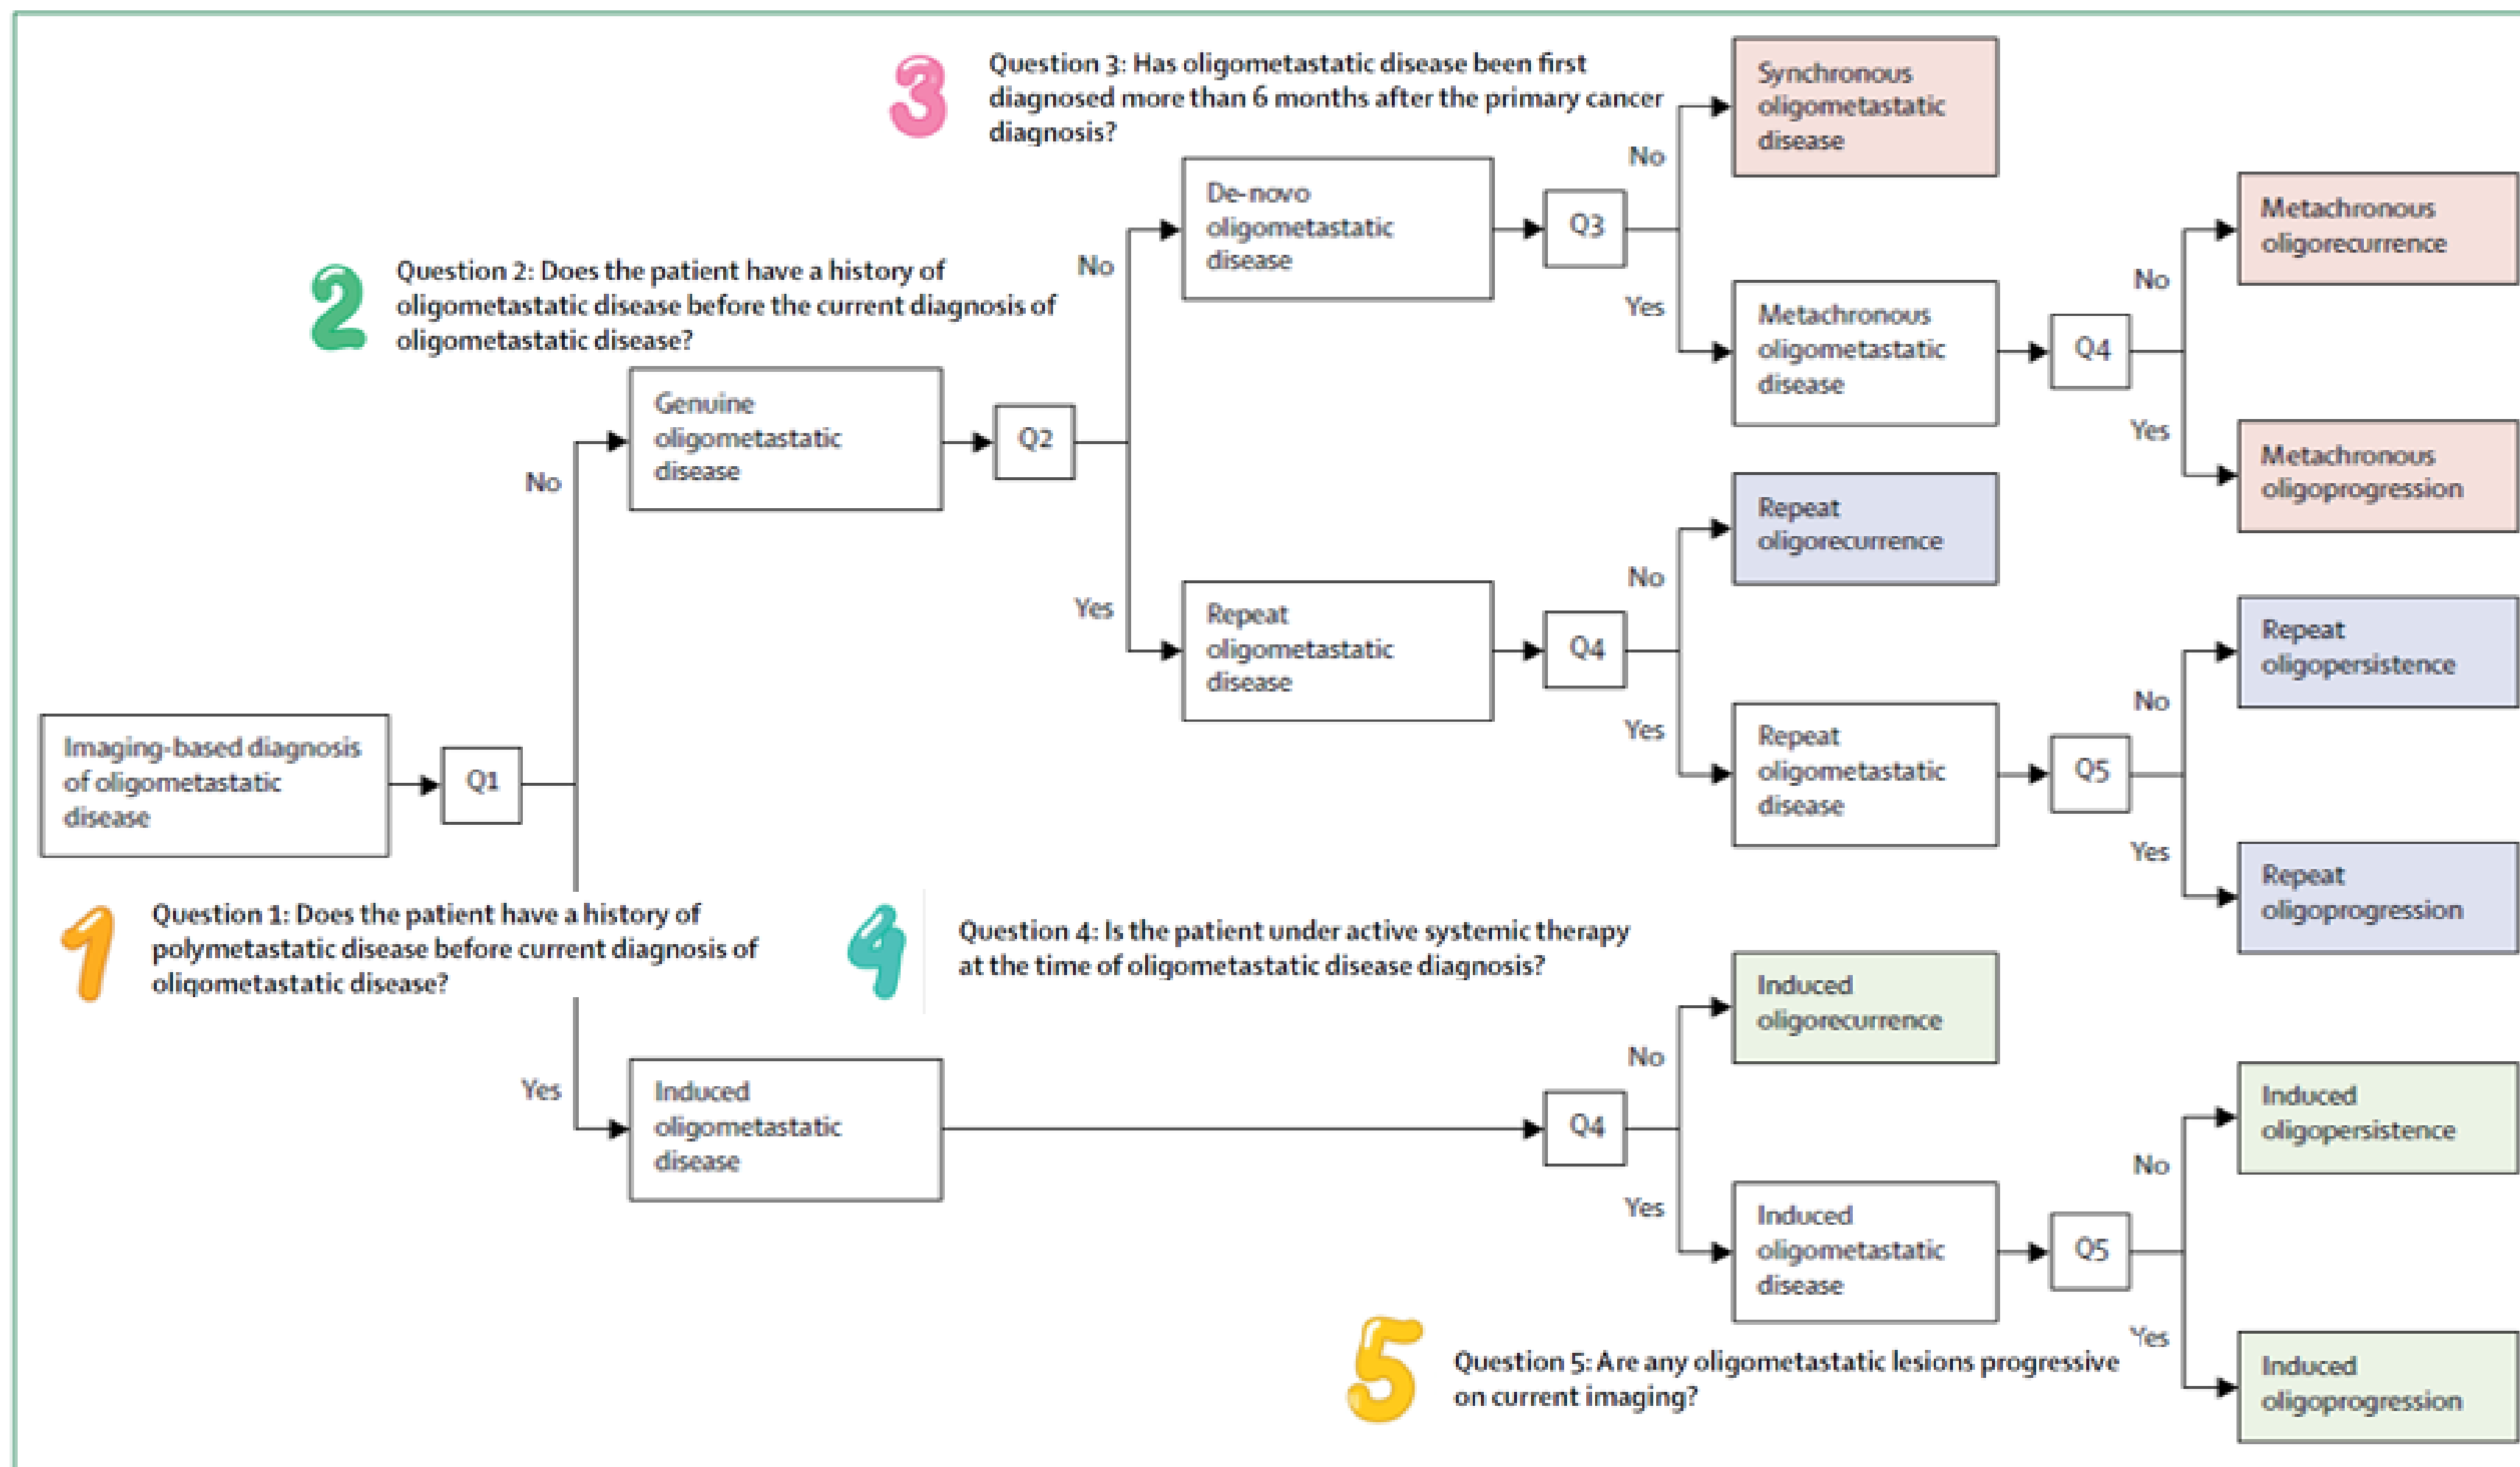 3
Question 3: Has oligometastatic disease been first
diagnosed more than 6 months after the primary cancer
diagnosis?
Synchronous
oligometastatic
disease
No
De-novo
oligometastatic
disease
Q3
Yes
Metachronous
oligometastatic
disease
Q4
No
Metachronous
oligorecurrence
Yes
Metachronous
oligoprogression
2
Question 2: Does the patient have a history of
oligometastatic disease before the current diagnosis of
oligometastatic disease?
No
Genuine
oligometastatic
disease
Q2
No
Yes
Repeat
oligometastatic
disease
Q4
No
Repeat
oligorecurrence
Yes
Repeat
oligometastatic
disease
Q5
No
Repeat
oligopersistence
Yes
Repeat
oligoprogression
Imaging-based diagnosis
of oligometastatic
disease
Q1
1
Question 1: Does the patient have a history of
polymetastatic disease before current diagnosis of
oligometastatic disease?
4
Question 4: Is the patient under active systemic therapy
at the time of oligometastatic disease diagnosis?
Yes
Induced
oligometastatic
disease
Q4
No
Induced
oligorecurrence
Yes
Induced
oligometastatic
disease
Q5
No
Induced
oligopersistence
Yes
Induced
oligoprogression
5
Question 5: Are any oligometastatic lesions progressive
on current imaging?